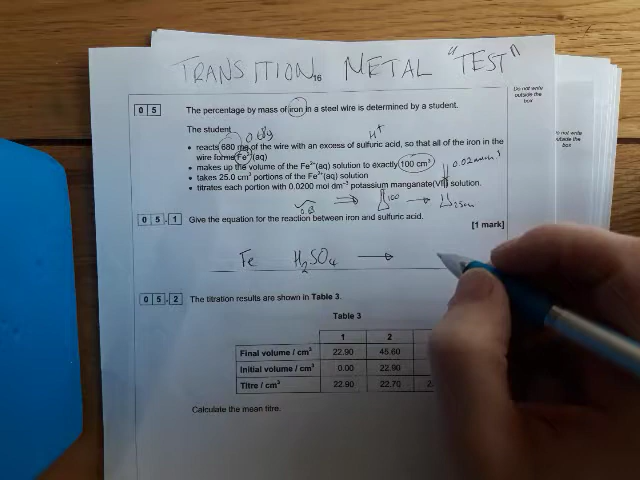 TRANSITION METAL "TEST"
16
Do not write
outside the
box
0 5
The percentage by mass of iron in a steel wire is determined by a student.
The student
0.68g
H+
• reacts 680 mg of the wire with an excess of sulfuric acid, so that all of the iron in the
wire forms Fe²⁺(aq)
• makes up the volume of the Fe²⁺(aq) solution to exactly 100 cm³
• takes 25.0 cm³ portions of the Fe²⁺(aq) solution
• titrates each portion with 0.0200 mol dm⁻³ potassium manganate(VII) solution.
100
0 5 . 1
Give the equation for the reaction between iron and sulfuric acid.
[1 mark]
Fe H₂SO₄ →
0 5 . 2
The titration results are shown in Table 3.
Table 3
1 2
Final volume / cm³ 22.90 45.60
Initial volume / cm³ 0.00 22.90
Titre / cm³ 22.90 22.70 2
Calculate the mean titre.